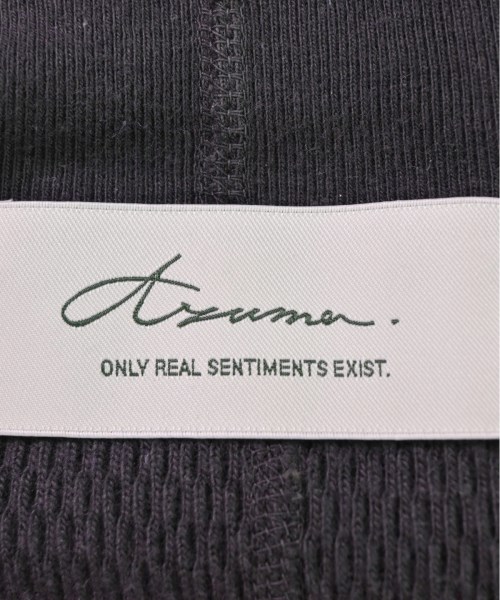 Azuma.
ONLY REAL SENTIMENTS EXIST.